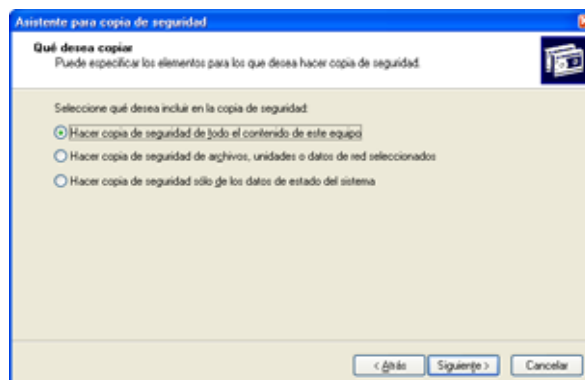 Asistente para copia de seguridad
Qué desea copiar
Puede especificar los elementos para los que desea hacer copia de seguridad.
Seleccione qué desea incluir en la copia de seguridad:
Hacer copia de seguridad de todo el contenido de este equipo
Hacer copia de seguridad de archivos, unidades o datos de red seleccionados
Hacer copia de seguridad sólo de los datos de estado del sistema
< Atrás Siguiente > Cancelar